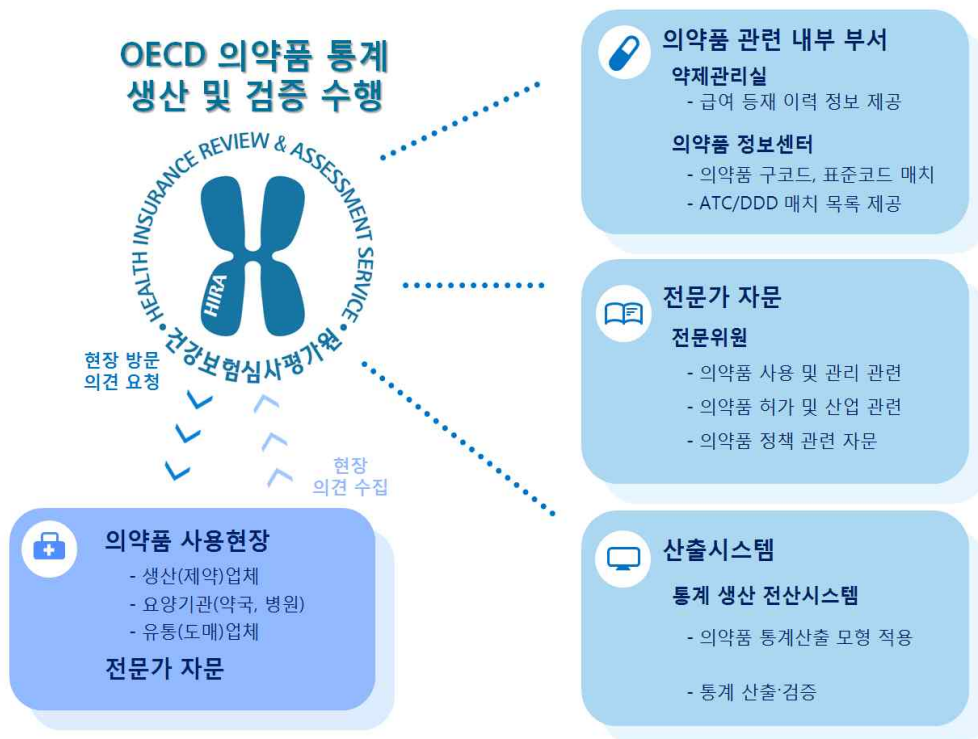 OECD 의약품 통계
생산 및 검증 수행
HEALTH INSURANCE REVIEW & ASSESSMENT SERVICE
HIRA
건강보험심사평가원
현장 방문
의견 요청
현장
의견 수집
의약품 사용현장
- 생산(제약)업체
- 요양기관(약국, 병원)
- 유통(도매)업체
전문가 자문
의약품 관련 내부 부서
약제관리실
- 급여 등재 이력 정보 제공
의약품 정보센터
- 의약품 구코드, 표준코드 매치
- ATC/DDD 매치 목록 제공
전문가 자문
전문위원
- 의약품 사용 및 관리 관련
- 의약품 허가 및 산업 관련
- 의약품 정책 관련 자문
산출시스템
통계 생산 전산시스템
- 의약품 통계산출 모형 적용
- 통계 산출·검증